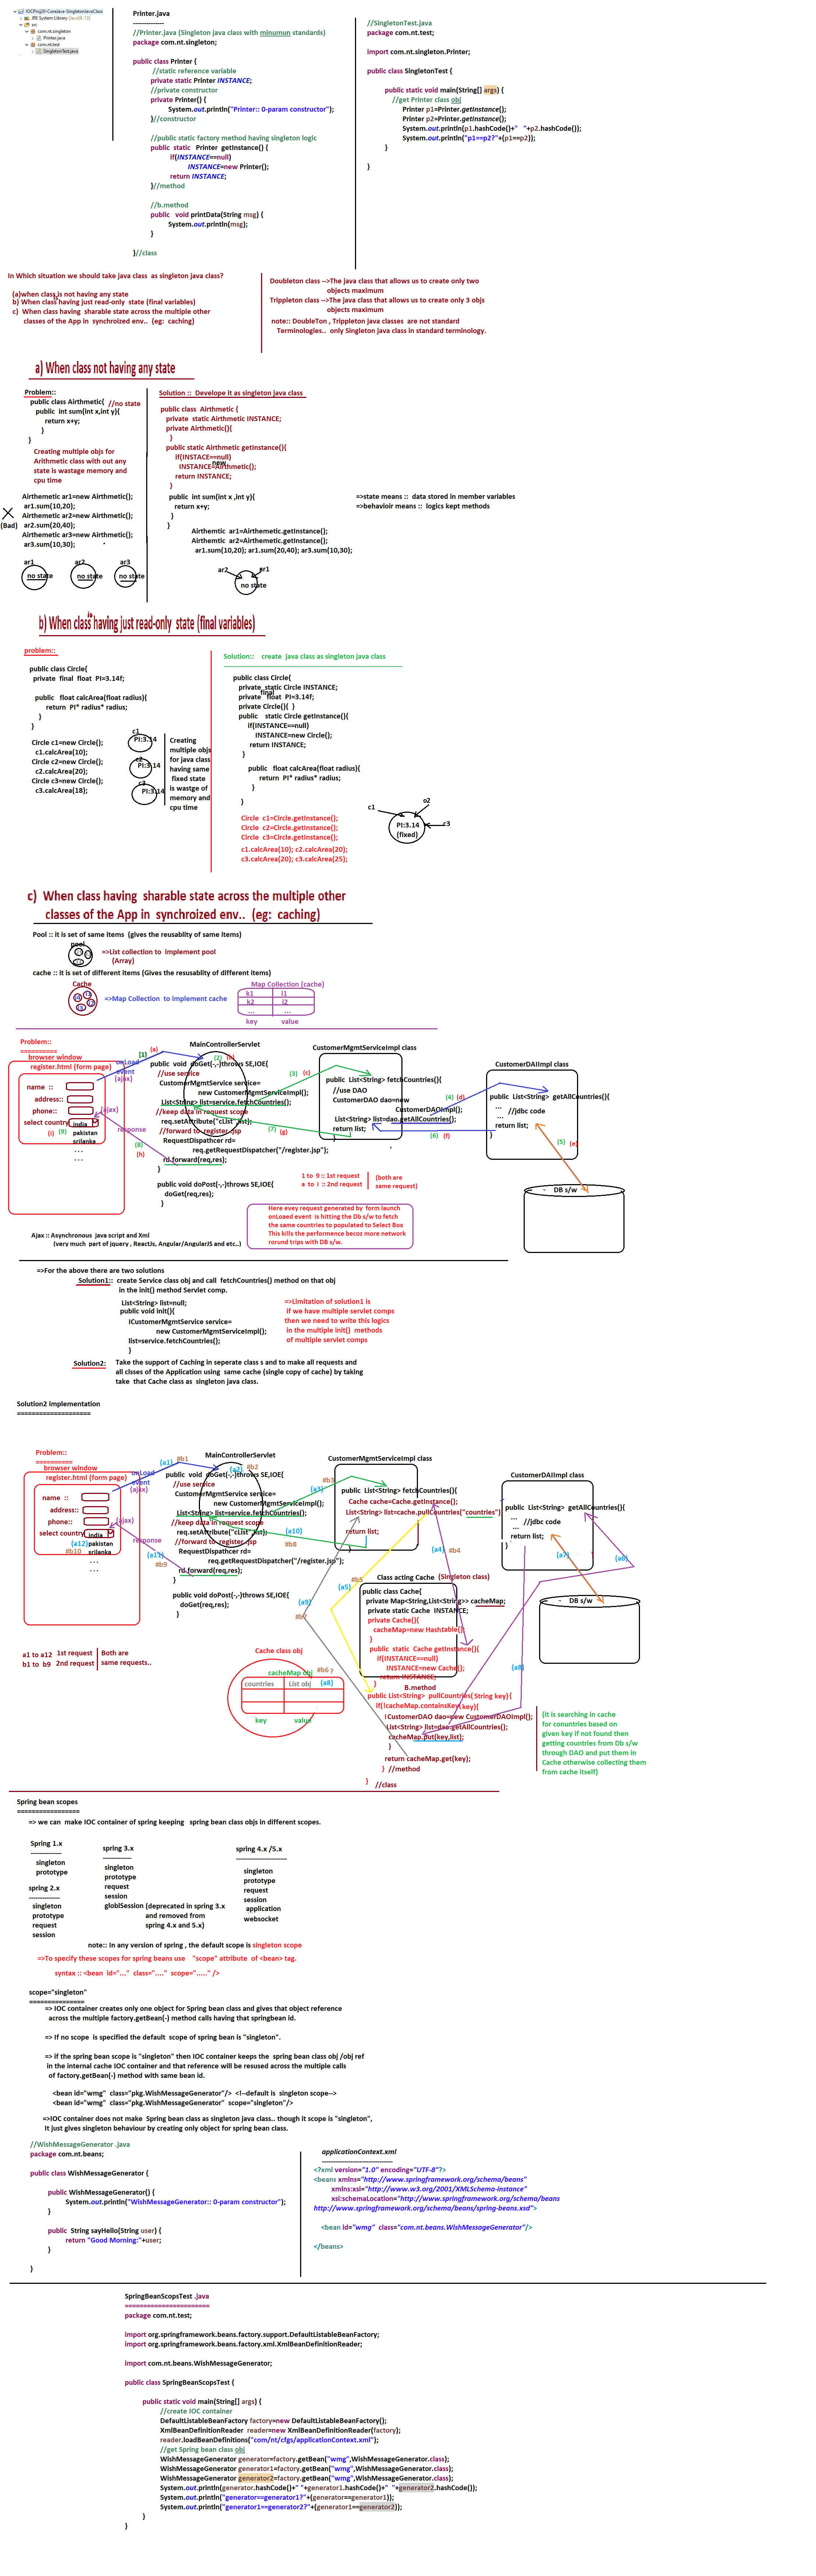 IOCProj20-CoreJava-SingletonJavaClass
JRE System Library [JavaSE-13]
src
com.nt.singleton
Printer.java
com.nt.test
SingletonTest.java
Printer.java
--------------
//Printer.java (Singleton java class with minumun standards)
package com.nt.singleton;
public class Printer {
//static reference variable
private static Printer INSTANCE;
//private constructor
private Printer() {
System.out.println("Printer:: 0-param constructor");
}//constructor
//public static factory method having singleton logic
public static Printer getInstance() {
if(INSTANCE==null)
INSTANCE=new Printer();
return INSTANCE;
}//method
//b.method
public void printData(String msg) {
System.out.println(msg);
}
}//class
//SingletonTest.java
package com.nt.test;
import com.nt.singleton.Printer;
public class SingletonTest {
public static void main(String[] args) {
//get Printer class obj
Printer p1=Printer.getInstance();
Printer p2=Printer.getInstance();
System.out.println(p1.hashCode()+" "+p2.hashCode());
System.out.println("p1==p2?"+(p1==p2));
}
}
In Which situation we should take java class as singleton java class?
(a)when class is not having any state
b) When class having just read-only state (final variables)
c) When class having sharable state across the multiple other
classes of the App in synchroized env.. (eg: caching)
Doubleton class -->The java class that allows us to create only two
objects maximum
Trippleton class -->The java class that allows us to create only 3 objs
objects maximum
note:: DoubleTon , Trippleton java classes are not standard
Terminologies.. only Singleton java class in standard terminology.
a) When class not having any state
Problem::
public class Airthmetic{ //no state
public int sum(int x,int y){
return x+y;
}
}
Creating multiple objs for
Arithmetic class with out any
state is wastage memory and
cpu time
Airthemetic ar1=new Airthmetic();
ar1.sum(10,20);
Airthemetic ar2=new Airthmetic();
ar2.sum(20,40);
Airthemetic ar3=new Airthmetic();
ar3.sum(10,30);
(Bad)
ar1
ar2
ar3
no state
no state
no state
Solution :: Develope it as singleton java class
public class Airthmetic {
private static Airthmetic INSTANCE;
private Airthmetic(){
}
public static Airthmetic getInstance(){
if(INSTACE==null)
new
INSTANCE=Airthmetic();
return INSTANCE;
}
public int sum(int x ,int y){
return x+y;
}
}
Airthemtic ar1=Airthemetic.getInstance();
Airthemtic ar2=Airthmetic.getInstance();
ar1.sum(10,20); ar1.sum(20,40); ar3.sum(10,30);
ar2
ar1
no state
=>state means :: data stored in member variables
=>behavioir means :: logics kept methods
is
b) When class having just read-only state (final variables)
problem::
public class Circle{
private final float PI=3.14f;
public float calcArea(float radius){
return PI* radius* radius;
}
}
Circle c1=new Circle();
c1.calcArea(10);
Circle c2=new Circle();
c2.calcArea(20);
Circle c3=new Circle();
c3.calcArea(18);
c1
PI:3.14
c2
PI:3.14
c3
PI:3.14
Creating
multiple objs
for java class
having same
fixed state
is wastge of
memory and
cpu time
Solution:: create java class as singleton java class
public class Circle{
private static Circle INSTANCE;
final
private float PI=3.14f;
private Circle(){ }
public static Circle getInstance(){
if(INSTANCE==null)
INSTANCE=new Circle();
return INSTANCE;
}
public float calcArea(float radius){
return PI* radius* radius;
}
}
Circle c1=Circle.getInstance();
Circle c2=Circle.getInstance();
Circle c3=Circle.getInstance();
c1.calcArea(10); c2.calcArea(20);
c3.calcArea(20); c3.calcArea(25);
c1
o2
c3
PI:3.14
(fixed)
c) When class having sharable state across the multiple other
classes of the App in synchroized env.. (eg: caching)
Pool :: it is set of same items (gives the reusablity of same items)
pool
=>List collection to implement pool
(Array)
cache :: it is set of different items (Gives the resusablity of different items)
Cache
=>Map Collection to implement cache
Map Collection (cache)
k1 i1
k2 i2
... ...
key value
Problem::
==========
browser window
register.html (form page)
name ::
address::
phone::
select country
india
pakistan
srilanka
...
...
(i) (9)
[1] (a)
onLoad
event
(ajax)
(ajax)
response
(8)
(h)
MainControllerServlet
(2)
public void doGet(-,-)throws SE,IOE{
//use service
CustomerMgmtService service=
new CustomerMgmtServiceImpl();
List<String> list=service.fetchCountries();
//keep data in request scope
req.setAttribute("cList",list);
//forward to register .jsp
RequestDispatcher rd=
req.getRequestDispatcher("/register.jsp");
rd.forward(req,res);
}
public void doPost(-,-)throws SE,IOE{
doGet(req,res);
}
(3) (c)
(7) (g)
CustomerMgmtServiceImpl class
public List<String> fetchCountries(){
//use DAO
CustomerDAO dao=new
CustomerDAOImpl();
List<String> list=dao.getAllCountries();
return list;
}
(4) (d)
(6) (f)
CustomerDAIImpl class
public List<String> getAllCountries(){
...
... //jdbc code
return list;
}
(5) (e)
DB s/w
1 to 9 :: 1st request
a to i :: 2nd request
(both are
same request)
Here evey request generated by form launch
onLoaed event is hitting the Db s/w to fetch
the same countries to populated to Select Box
This kills the performence becoz more network
rorund trips with DB s/w.
Ajax :: Asynchronous java script and Xml
(very much part of jquery , ReactJs, Angular/AngularJS and etc..)
=>For the above there are two solutions
Solution1:: create Service class obj and call fetchCountries() method on that obj
in the init() method Servlet comp.
List<String> list=null;
public void init(){
ICustomerMgmtService service=
new CustomerMgmtServiceImpl();
list=service.fetchCountries();
}
=>Limitation of solution1 is
if we have multiple servlet comps
then we need to write this logics
in the multiple init() methods
of multiple servlet comps
Solution2: Take the support of Caching in seperate class s and to make all requests and
all clsses of the Application using same cache (single copy of cache) by taking
take that Cache class as singleton java class.
Solution2 implementation
====================
Problem::
==========
browser window
register.html (form page)
name ::
address::
phone::
select country
india
pakistan
srilanka
...
...
(a12)
#b10
(a1) #b1
onLoad
event
(ajax)
(ajax)
response
(a11)
#b9
MainControllerServlet
(a2) #b2
public void doGet(-,-)throws SE,IOE{
//use service
CustomerMgmtService service=
new CustomerMgmtServiceImpl();
List<String> list=service.fetchCountries();
//keep data in request scope
req.setAttribute("cList",list);
//forward to register .jsp
RequestDispatcher rd=
req.getRequestDispatcher("/register.jsp");
rd.forward(req,res);
}
public void doPost(-,-)throws SE,IOE{
doGet(req,res);
}
#b3
(a3)
(a10)
#b8
CustomerMgmtServiceImpl class
public List<String> fetchCountries(){
Cache cache=Cache.getInstance();
List<String> list=cache.pullCountries("countries")
return list;
}
(a4) #b4
#b5
(a5)
(a9)
#b7
CustomerDAIImpl class
public List<String> getAllCountries(){
...
... //jdbc code
return list;
}
(a7)
(a6)
(a8)
DB s/w
Class acting Cache (Singleton class)
public class Cache{
private Map<String,List<String>> cacheMap;
private static Cache INSTANCE;
private Cache(){
cacheMap=new Hashtable();
}
public static Cache getInstance(){
if(INSTANCE==null)
INSTANCE=new Cache();
return INSTANCE;
}
B.method
public List<String> pullCountries(String key){
if(!cacheMap.containsKey(key){
ICustomerDAO dao=new CustomerDAOImpl();
List<String> list=dao.getAllCountries();
cacheMap.put(key,list);
}
return cacheMap.get(key);
} //method
} //class
Cache class obj
cacheMap obj
#b6 ?
countries List obj (a8)
key value
a1 to a12 1st request
b1 to b9 2nd request
Both are
same requests..
(it is searching in cache
for conuntries based on
given key if not found then
getting countries from Db s/w
through DAO and put them in
Cache otherwise collecting them
from cache itself)
Spring bean scopes
=================
=> we can make IOC container of spring keeping spring bean class objs in different scopes.
Spring 1.x
--------------
singleton
prototype
spring 2.x
--------------
singleton
prototype
request
session
spring 3.x
-------------
singleton
prototype
request
session
globlSession (deprecated in spring 3.x
and removed from
spring 4.x and 5.x)
spring 4.x /5.x
-----------------------
singleton
prototype
request
session
application
websocket
note:: In any version of spring , the default scope is singleton scope
=>To specify these scopes for spring beans use "scope" attribute of <bean> tag.
syntax :: <bean id="..." class="...." scope="....." />
scope="singleton"
===============
=> IOC container creates only one object for Spring bean class and gives that object reference
across the multiple factory.getBean(-) method calls having that springbean id.
=> If no scope is specified the default scope of spring bean is "singleton".
=> if the spring bean scope is "singleton" then IOC container keeps the spring bean class obj /obj ref
in the internal cache IOC container and that reference will be resused across the multiple calls
of factory.getBean(-) method with same bean id.
<bean id="wmg" class="pkg.WishMessageGenerator"/> <!--default is singleton scope-->
<bean id="wmg" class="pkg.WishMessageGenerator" scope="singleton"/>
=>IOC container does not make Spring bean class as singleton java class.. though it scope is "singleton",
It just gives singleton behaviour by creating only object for spring bean class.
//WishMessageGenerator .java
package com.nt.beans;
public class WishMessageGenerator {
public WishMessageGenerator() {
System.out.println("WishMessageGenerator:: 0-param constructor");
}
public String sayHello(String user) {
return "Good Morning:"+user;
}
}
applicationContext.xml
--------------------------------
<?xml version="1.0" encoding="UTF-8"?>
<beans xmlns="http://www.springframework.org/schema/beans"
xmlns:xsi="http://www.w3.org/2001/XMLSchema-instance"
xsi:schemaLocation="http://www.springframework.org/schema/beans
http://www.springframework.org/schema/beans/spring-beans.xsd">
<bean id="wmg" class="com.nt.beans.WishMessageGenerator"/>
</beans>
SpringBeanScopsTest .java
=======================
package com.nt.test;
import org.springframework.beans.factory.support.DefaultListableBeanFactory;
import org.springframework.beans.factory.xml.XmlBeanDefinitionReader;
import com.nt.beans.WishMessageGenerator;
public class SpringBeanScopsTest {
public static void main(String[] args) {
//create IOC container
DefaultListableBeanFactory factory=new DefaultListableBeanFactory();
XmlBeanDefinitionReader reader=new XmlBeanDefinitionReader(factory);
reader.loadBeanDefinitions("com/nt/cfgs/applicationContext.xml");
//get Spring bean class obj
WishMessageGenerator generator=factory.getBean("wmg",WishMessageGenerator.class);
WishMessageGenerator generator1=factory.getBean("wmg",WishMessageGenerator.class);
WishMessageGenerator generator2=factory.getBean("wmg",WishMessageGenerator.class);
System.out.println(generator.hashCode()+" "+generator1.hashCode()+" "+generator2.hashCode());
System.out.println("generator==generator1?"+(generator==generator1));
System.out.println("generator1==generator2?"+(generator1==generator2));
}
}